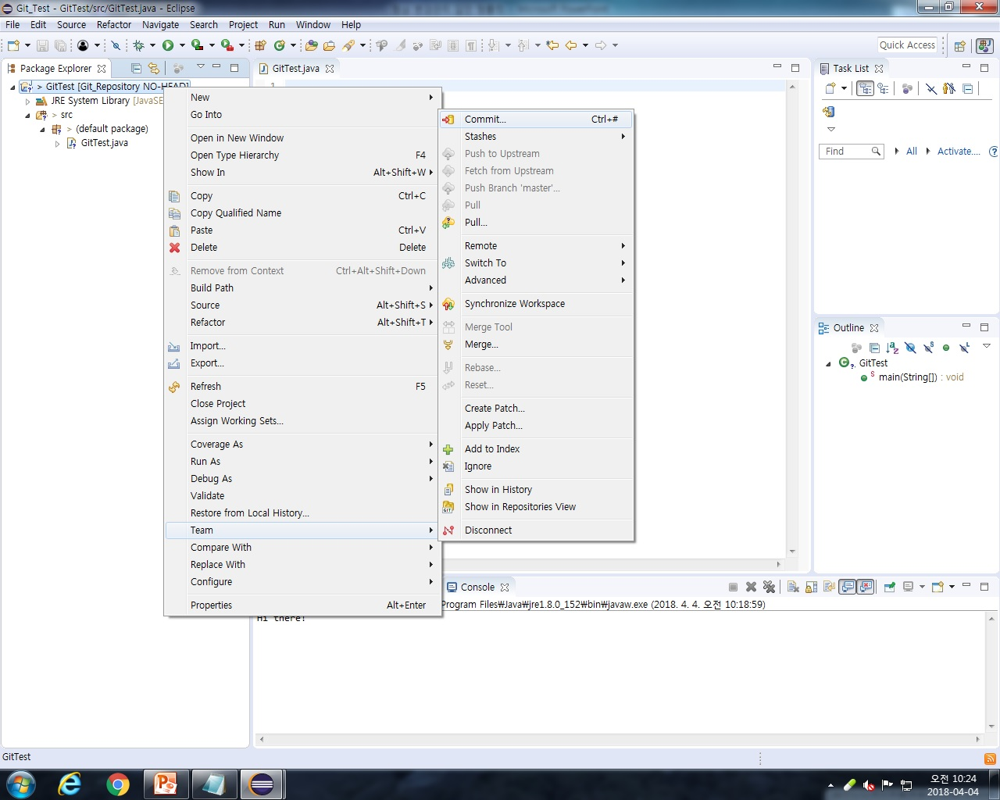 Git_Test - GitTest/src/GitTest.java - Eclipse
File Edit Source Refactor Navigate Search Project Run Window Help
Quick Access
Package Explorer
GitTest.java
Task List
> GitTest [Git_Repository NO-HEAD]
JRE System Library [JavaSE
> src
> (default package)
GitTest.java
1
New
Go Into
Open in New Window
Open Type Hierarchy F4
Show In Alt+Shift+W
Copy Ctrl+C
Copy Qualified Name
Paste Ctrl+V
Delete Delete
Remove from Context Ctrl+Alt+Shift+Down
Build Path
Source Alt+Shift+S
Refactor Alt+Shift+T
Import...
Export...
Refresh F5
Close Project
Assign Working Sets...
Coverage As
Run As
Debug As
Validate
Restore from Local History...
Team
Compare With
Replace With
Configure
Properties Alt+Enter
Commit... Ctrl+#
Stashes
Push to Upstream
Fetch from Upstream
Push Branch 'master'...
Pull
Pull...
Remote
Switch To
Advanced
Synchronize Workspace
Merge Tool
Merge...
Rebase...
Reset...
Create Patch...
Apply Patch...
Add to Index
Ignore
Show in History
Show in Repositories View
Disconnect
Find All Activate...
Outline
GitTest
main(String[]) : void
Console
Program Files₩Java₩jre1.8.0_152₩bin₩javaw.exe (2018. 4. 4. 오전 10:18:59)
Hi there!
GitTest
오전 10:24
2018-04-04